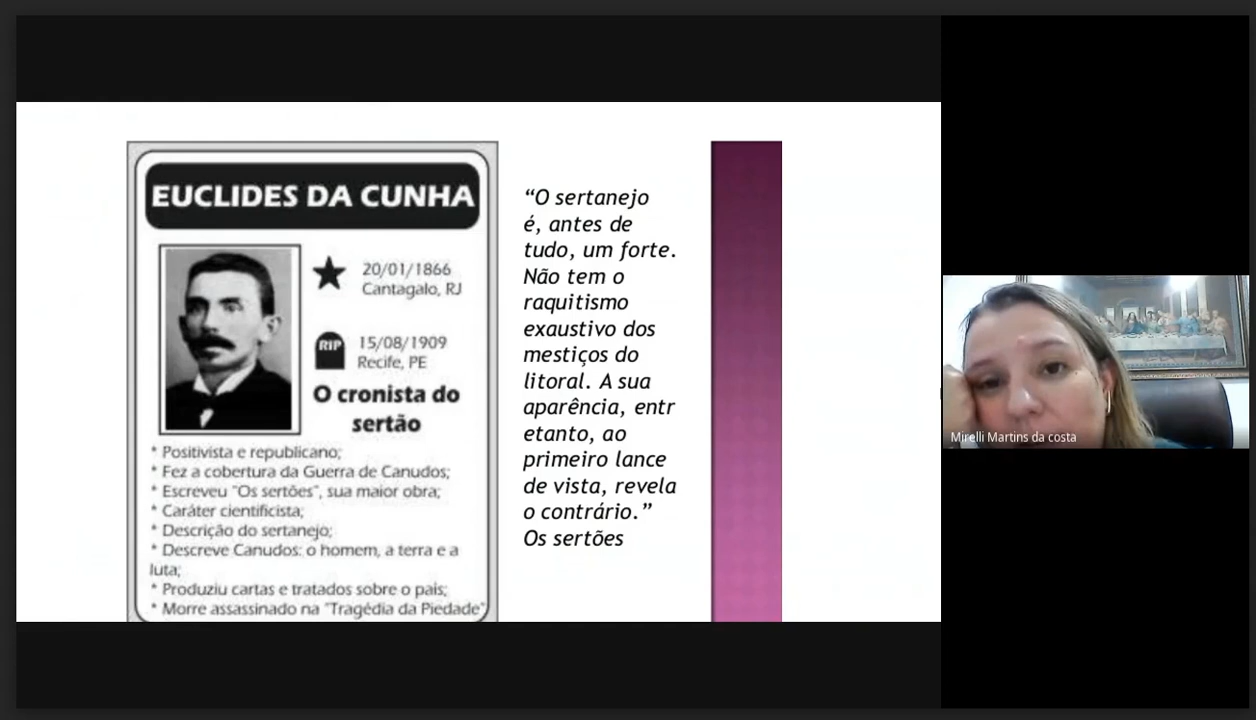 EUCLIDES DA CUNHA
20/01/1866
Cantagalo, RJ
RIP
15/08/1909
Recife, PE
O cronista do
sertão
* Positivista e republicano;
* Fez a cobertura da Guerra de Canudos;
* Escreveu "Os sertões", sua maior obra;
* Caráter cientificista;
* Descrição do sertanejo;
* Descreve Canudos: o homem, a terra e a
luta;
* Produziu cartas e tratados sobre o país;
* Morre assassinado na "Tragédia da Piedade"
“O sertanejo
é, antes de
tudo, um forte.
Não tem o
raquitismo
exaustivo dos
mestiços do
litoral. A sua
aparência, entr
etanto, ao
primeiro lance
de vista, revela
o contrário.”
Os sertões
Mirelli Martins da costa